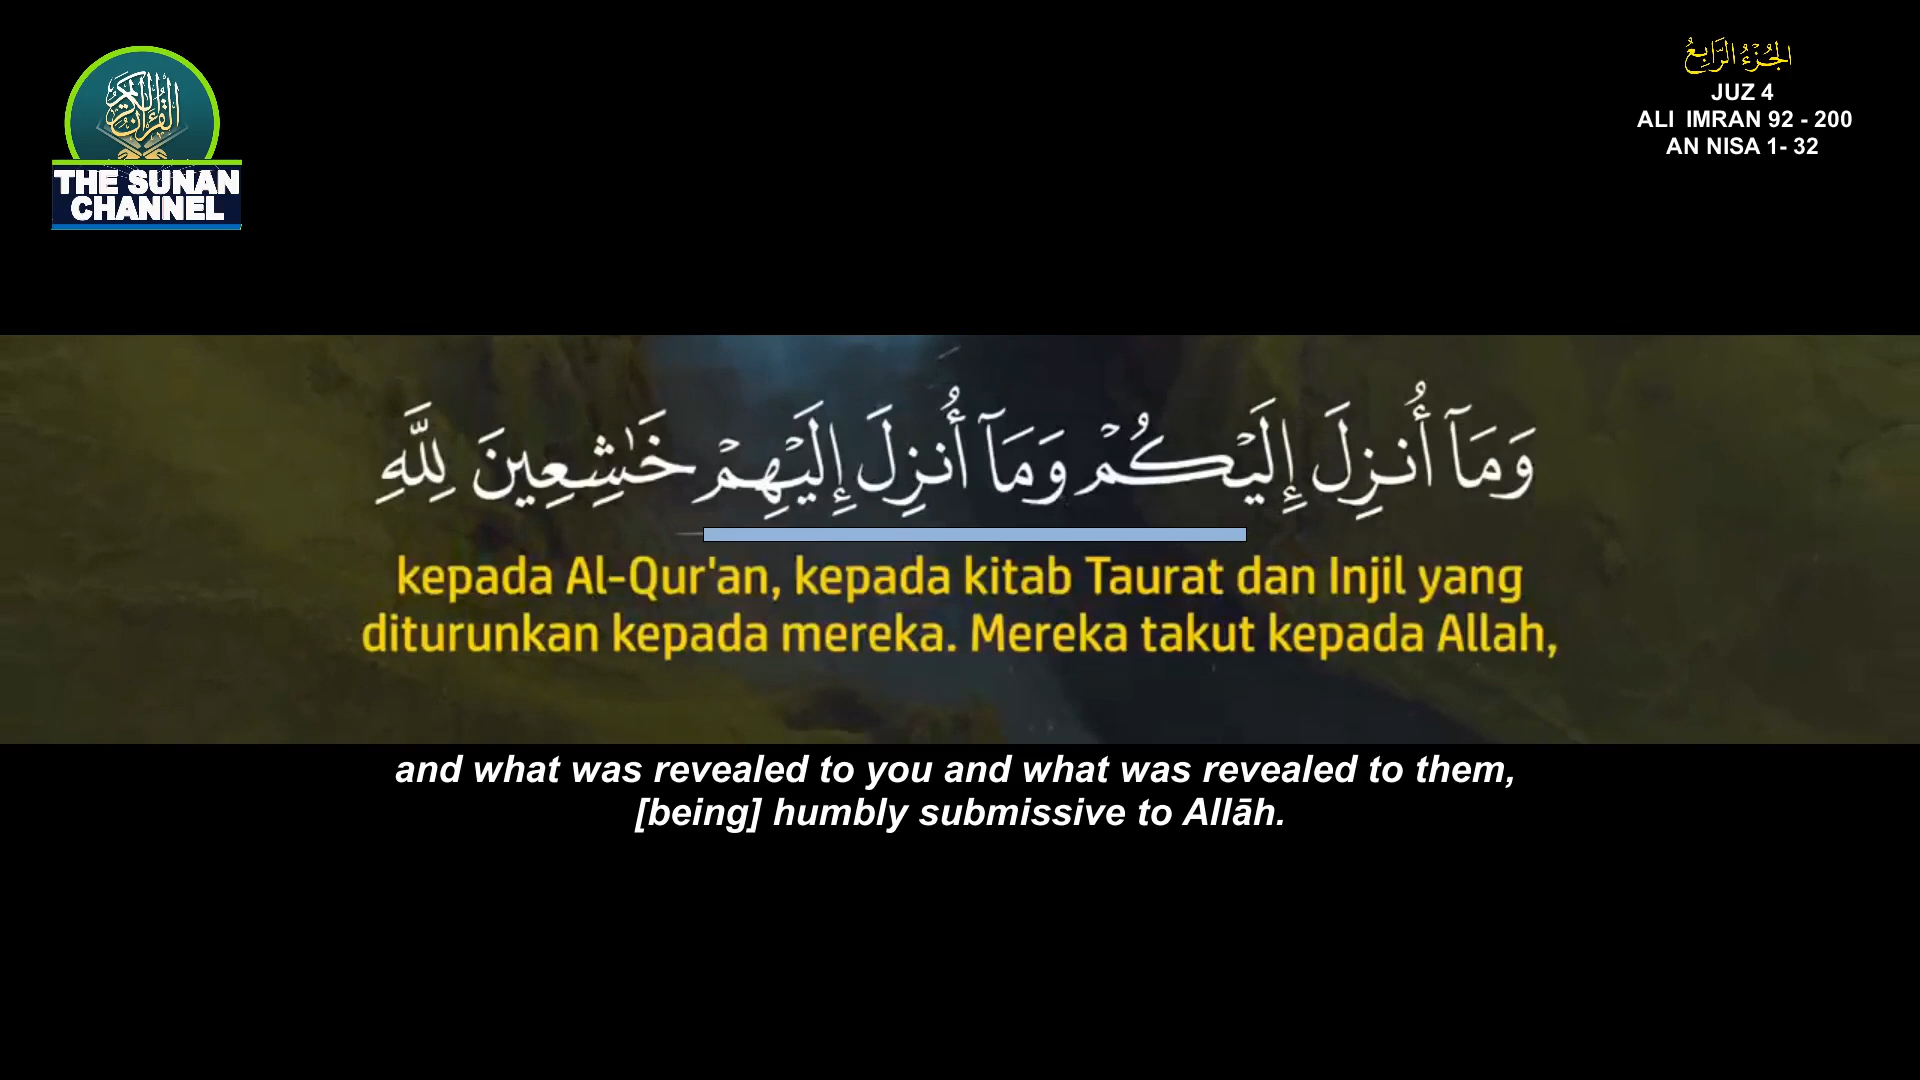 القرآن الكريم
THE SUNAN
CHANNEL
الجُزْءُ الرَّابِعُ
JUZ 4
ALI IMRAN 92 - 200
AN NISA 1- 32
وَمَآ أُنزِلَ إِلَيْكُمْ وَمَآ أُنزِلَ إِلَيْهِمْ خَٰشِعِينَ لِلَّهِ
kepada Al-Qur'an, kepada kitab Taurat dan Injil yang
diturunkan kepada mereka. Mereka takut kepada Allah,
and what was revealed to you and what was revealed to them,
[being] humbly submissive to Allāh.